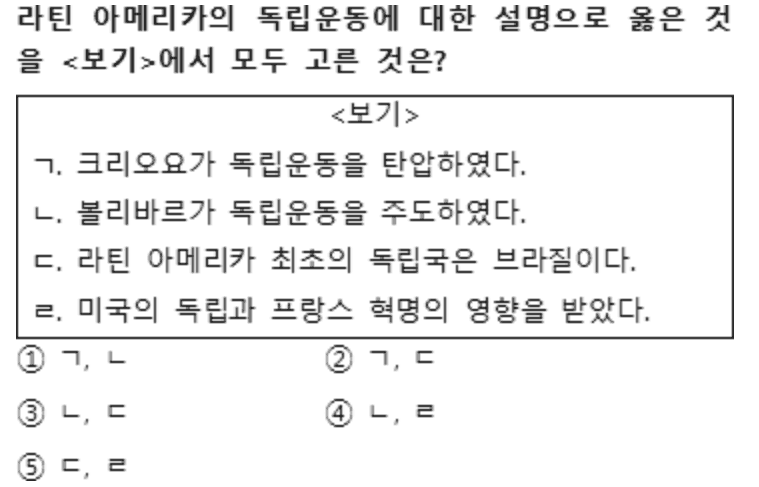 라틴 아메리카의 독립운동에 대한 설명으로 옳은 것
을 <보기>에서 모두 고른 것은?
<보기>
ㄱ. 크리오요가 독립운동을 탄압하였다.
ㄴ. 볼리바르가 독립운동을 주도하였다.
ㄷ. 라틴 아메리카 최초의 독립국은 브라질이다.
ㄹ. 미국의 독립과 프랑스 혁명의 영향을 받았다.
① ㄱ, ㄴ ② ㄱ, ㄷ
③ ㄴ, ㄷ ④ ㄴ, ㄹ
⑤ ㄷ, ㄹ